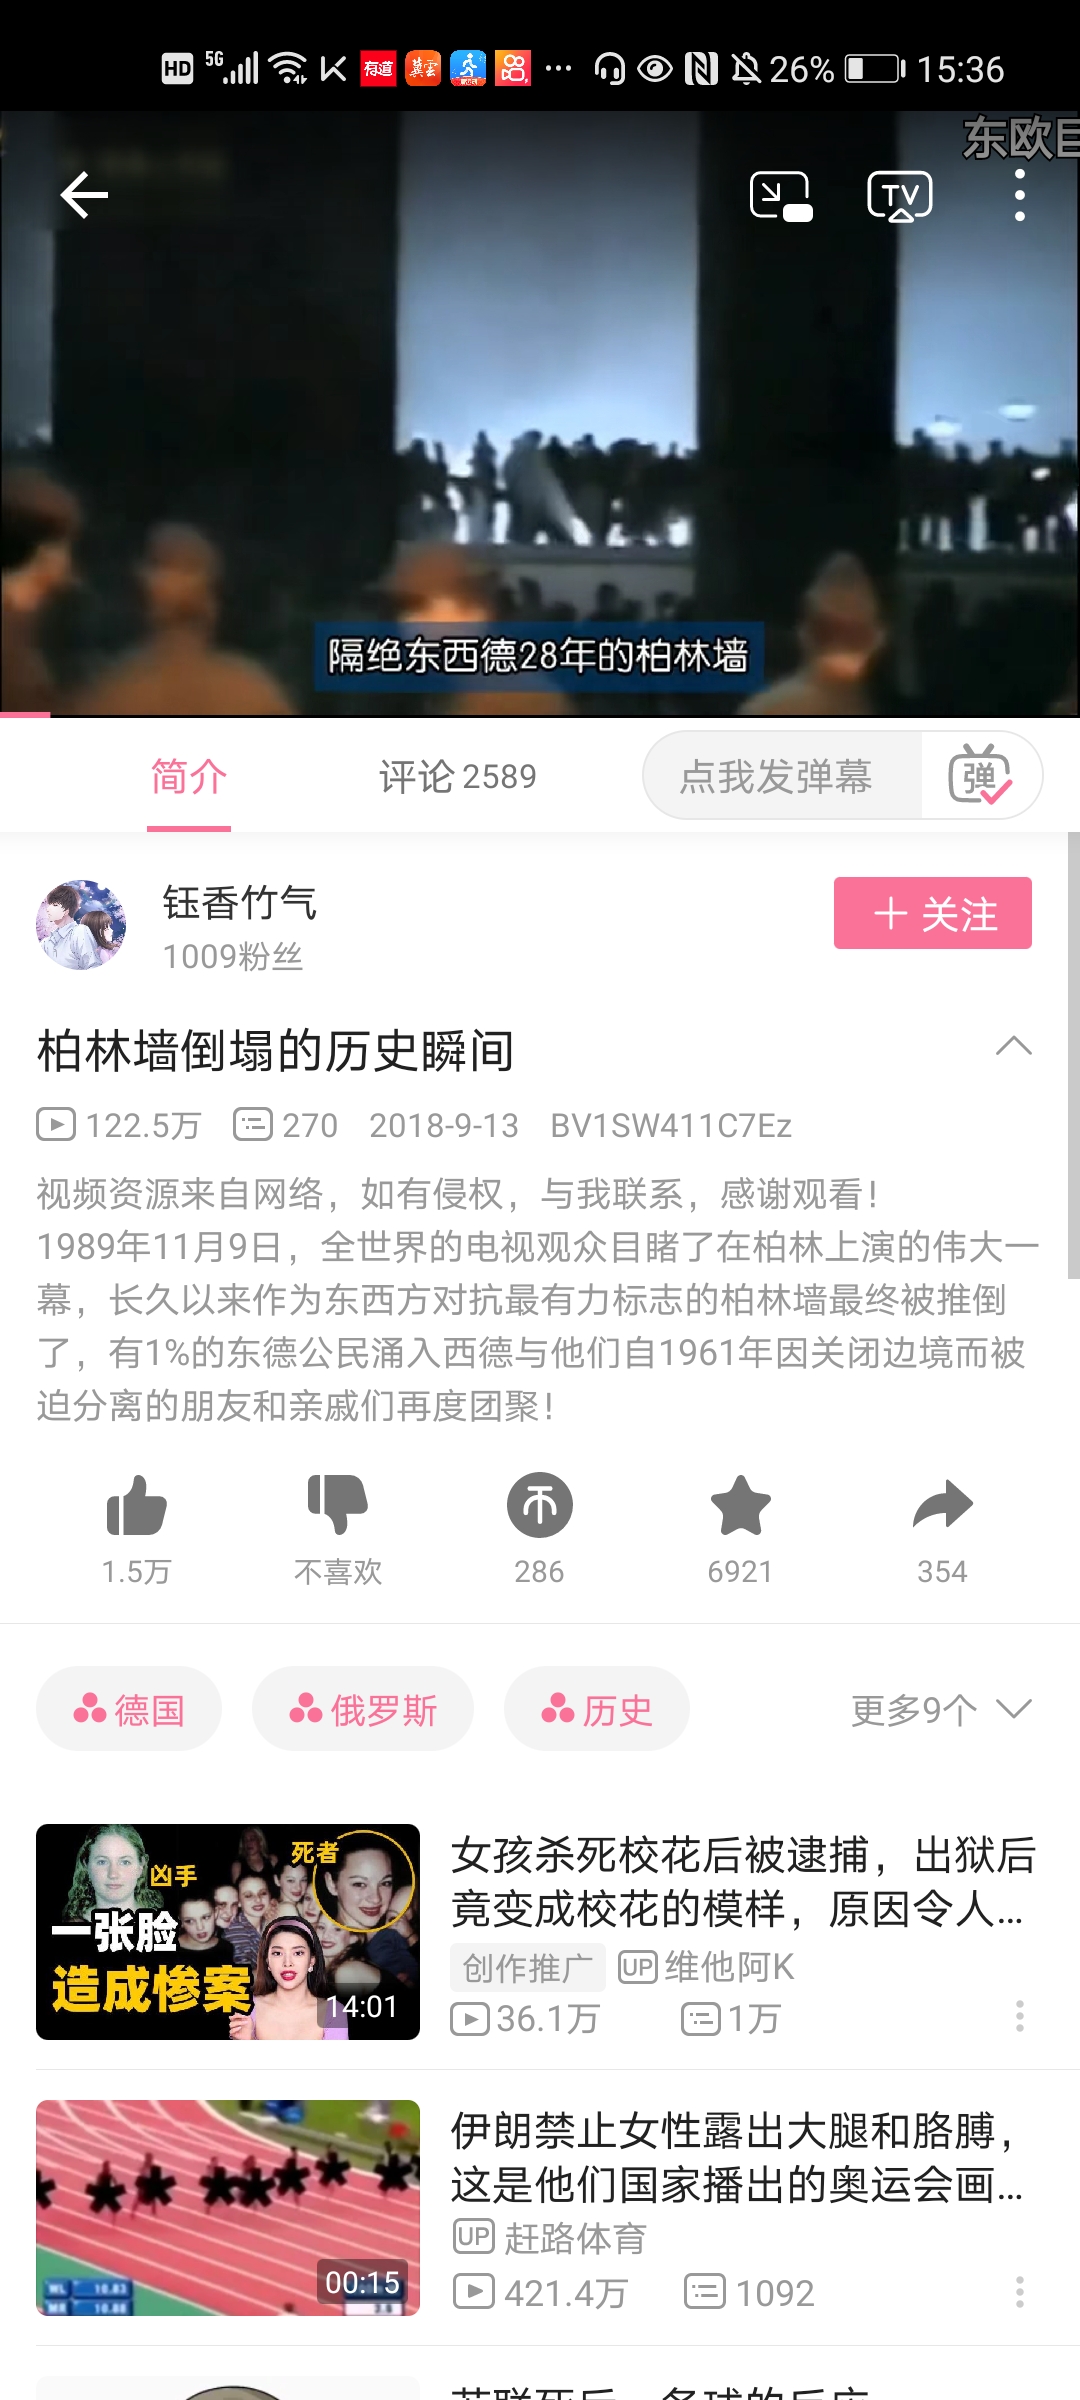 HD 5G 有道 冀云 26% 15:36
东欧
TV
隔绝东西德28年的柏林墙
简介
评论 2589
点我发弹幕
弹
钰香竹气
1009粉丝
关注
柏林墙倒塌的历史瞬间
122.5万 270 2018-9-13 BV1SW411C7Ez
视频资源来自网络，如有侵权，与我联系，感谢观看！
1989年11月9日，全世界的电视观众目睹了在柏林上演的伟大一
幕，长久以来作为东西方对抗最有力标志的柏林墙最终被推倒
了，有1%的东德公民涌入西德与他们自1961年因关闭边境而被
迫分离的朋友和亲戚们再度团聚！
1.5万 不喜欢 286 6921 354
德国 俄罗斯 历史 更多9个
死者
凶手
一张脸
造成惨案
14:01
女孩杀死校花后被逮捕，出狱后
竟变成校花的模样，原因令人...
创作推广 UP 维他阿K
36.1万 1万
00:15
伊朗禁止女性露出大腿和胳膊，
这是他们国家播出的奥运会画...
UP 赶路体育
421.4万 1092